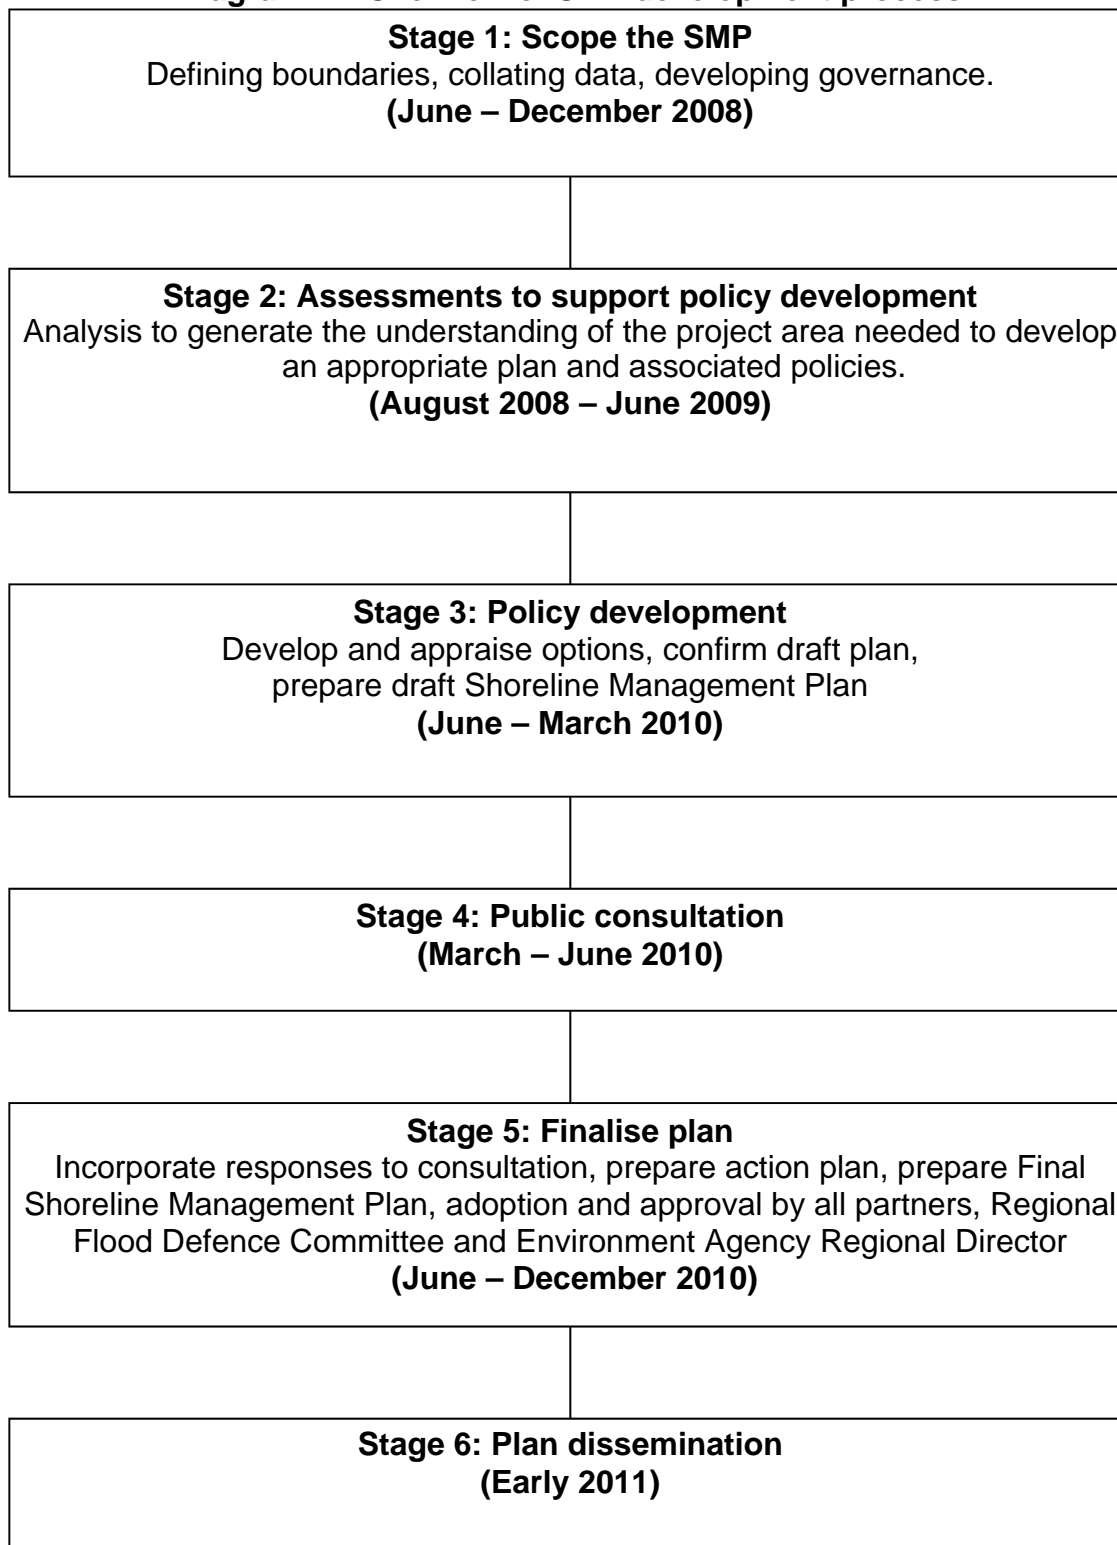 Stage 1: Scope the SMP
Defining boundaries, collating data, developing governance.
(June – December 2008)
Stage 2: Assessments to support policy development
Analysis to generate the understanding of the project area needed to develop
an appropriate plan and associated policies.
(August 2008 – June 2009)
Stage 3: Policy development
Develop and appraise options, confirm draft plan,
prepare draft Shoreline Management Plan
(June – March 2010)
Stage 4: Public consultation
(March – June 2010)
Stage 5: Finalise plan
Incorporate responses to consultation, prepare action plan, prepare Final
Shoreline Management Plan, adoption and approval by all partners, Regional
Flood Defence Committee and Environment Agency Regional Director
(June – December 2010)
Stage 6: Plan dissemination
(Early 2011)